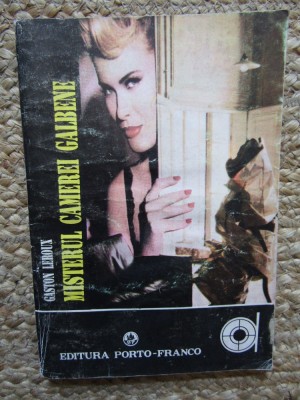 GASTON LEROUX
MISTERUL CAMEREI GALBENE
EDITURA PORTO-FRANCO